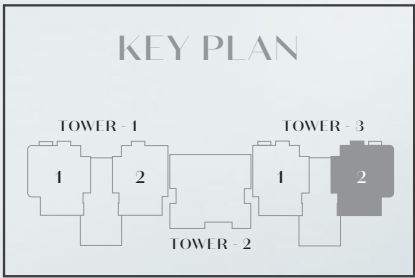 KEY PLAN
TOWER - 1 TOWER - 3
1 2 1 2
TOWER - 2